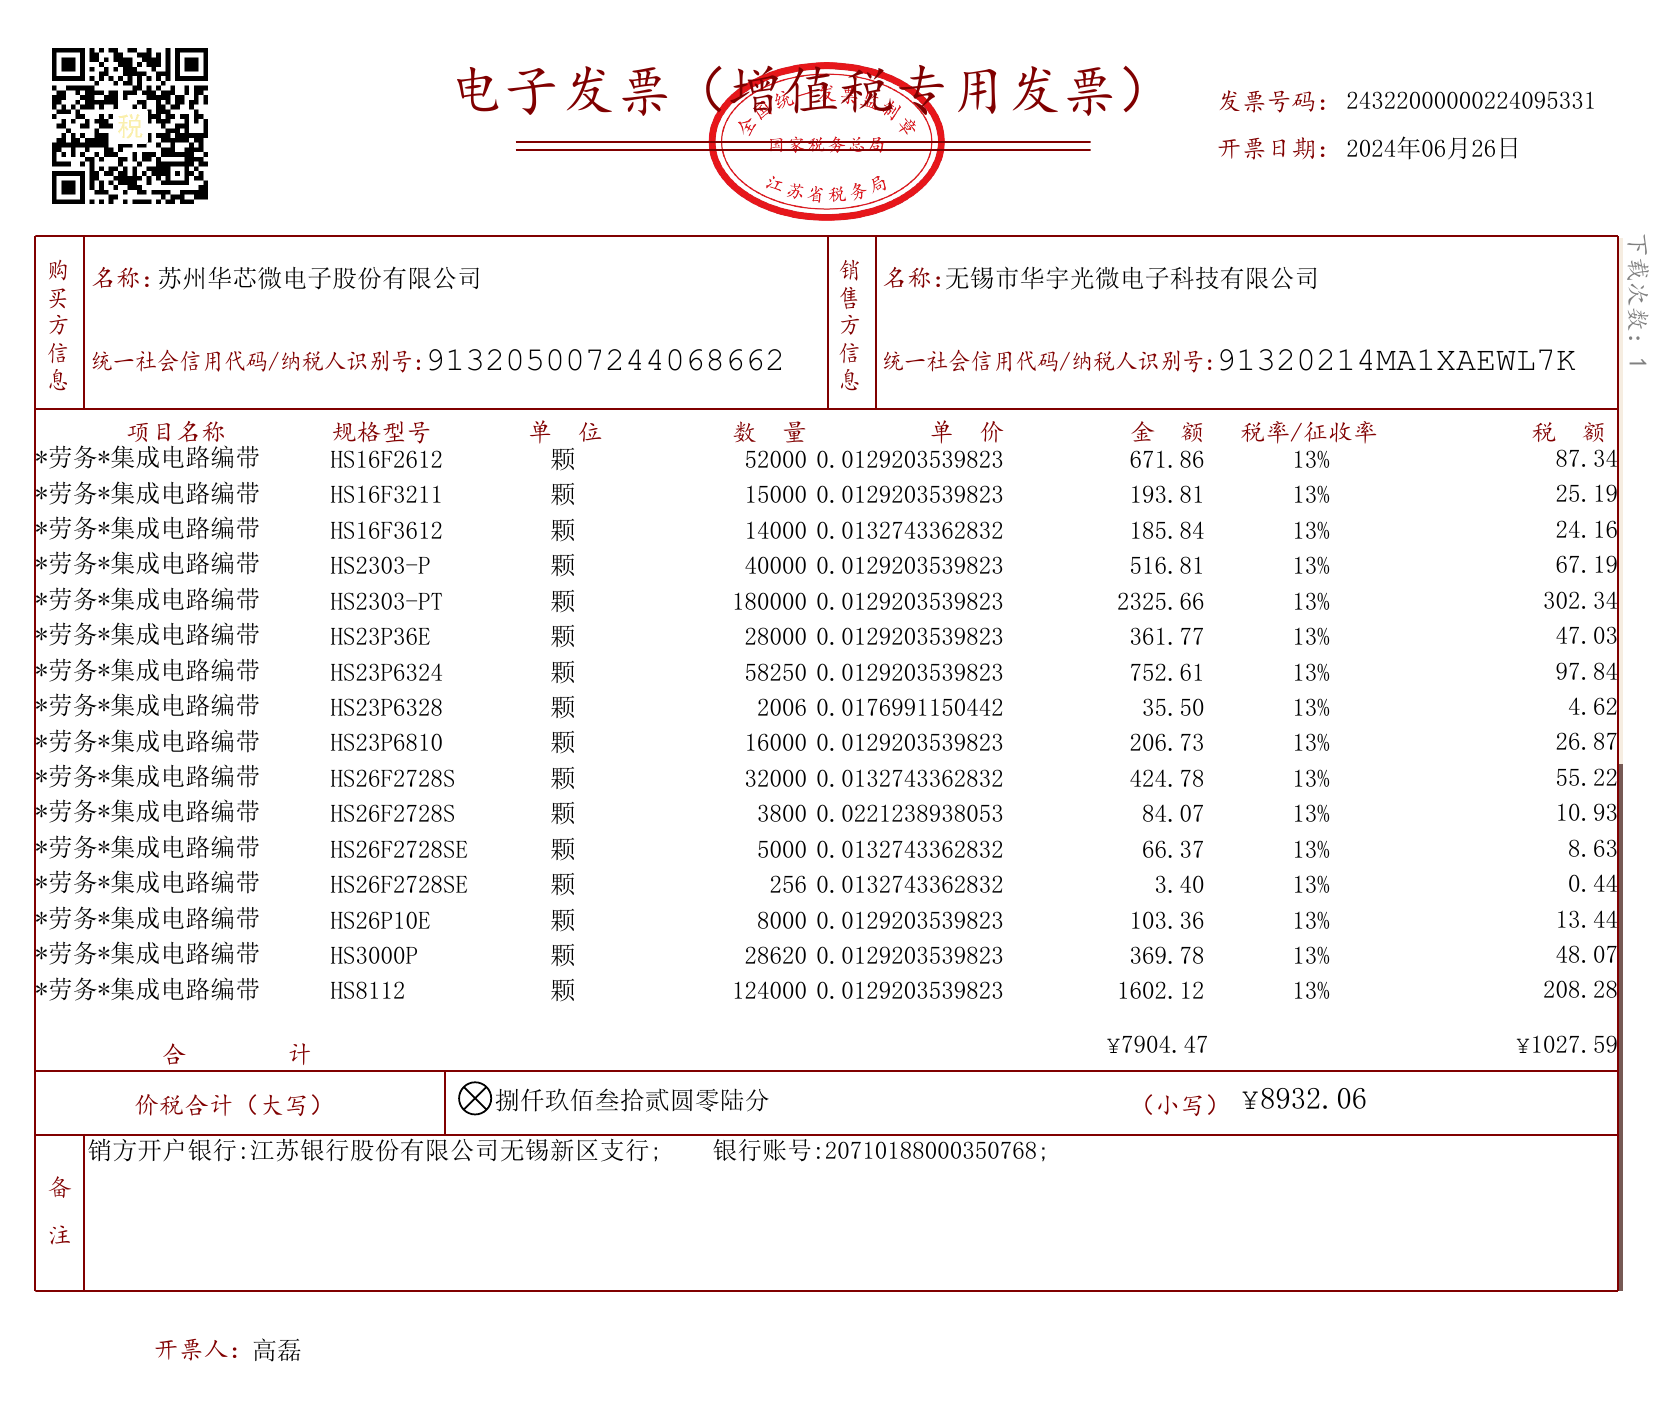 电子发票（增值税专用发票）
全国统一发票监制章
国家税务总局
江苏省税务局
税
发票号码：24322000000224095331
开票日期：2024年06月26日
下载次数：1
购买方信息
名称：苏州华芯微电子股份有限公司
统一社会信用代码/纳税人识别号：913205007244068662
销售方信息
名称：无锡市华宇光微电子科技有限公司
统一社会信用代码/纳税人识别号：91320214MA1XAEWL7K
项目名称 规格型号 单 位 数 量 单 价 金 额 税率/征收率 税 额
*劳务*集成电路编带 HS16F2612 颗 52000 0.0129203539823 671.86 13% 87.34
*劳务*集成电路编带 HS16F3211 颗 15000 0.0129203539823 193.81 13% 25.19
*劳务*集成电路编带 HS16F3612 颗 14000 0.0132743362832 185.84 13% 24.16
*劳务*集成电路编带 HS2303-P 颗 40000 0.0129203539823 516.81 13% 67.19
*劳务*集成电路编带 HS2303-PT 颗 180000 0.0129203539823 2325.66 13% 302.34
*劳务*集成电路编带 HS23P36E 颗 28000 0.0129203539823 361.77 13% 47.03
*劳务*集成电路编带 HS23P6324 颗 58250 0.0129203539823 752.61 13% 97.84
*劳务*集成电路编带 HS23P6328 颗 2006 0.0176991150442 35.50 13% 4.62
*劳务*集成电路编带 HS23P6810 颗 16000 0.0129203539823 206.73 13% 26.87
*劳务*集成电路编带 HS26F2728S 颗 32000 0.0132743362832 424.78 13% 55.22
*劳务*集成电路编带 HS26F2728S 颗 3800 0.0221238938053 84.07 13% 10.93
*劳务*集成电路编带 HS26F2728SE 颗 5000 0.0132743362832 66.37 13% 8.63
*劳务*集成电路编带 HS26F2728SE 颗 256 0.0132743362832 3.40 13% 0.44
*劳务*集成电路编带 HS26P10E 颗 8000 0.0129203539823 103.36 13% 13.44
*劳务*集成电路编带 HS3000P 颗 28620 0.0129203539823 369.78 13% 48.07
*劳务*集成电路编带 HS8112 颗 124000 0.0129203539823 1602.12 13% 208.28
合 计 ¥7904.47 ¥1027.59
价税合计（大写） 捌仟玖佰叁拾贰圆零陆分 （小写） ¥8932.06
备注
销方开户银行:江苏银行股份有限公司无锡新区支行; 银行账号:20710188000350768;
开票人：高磊